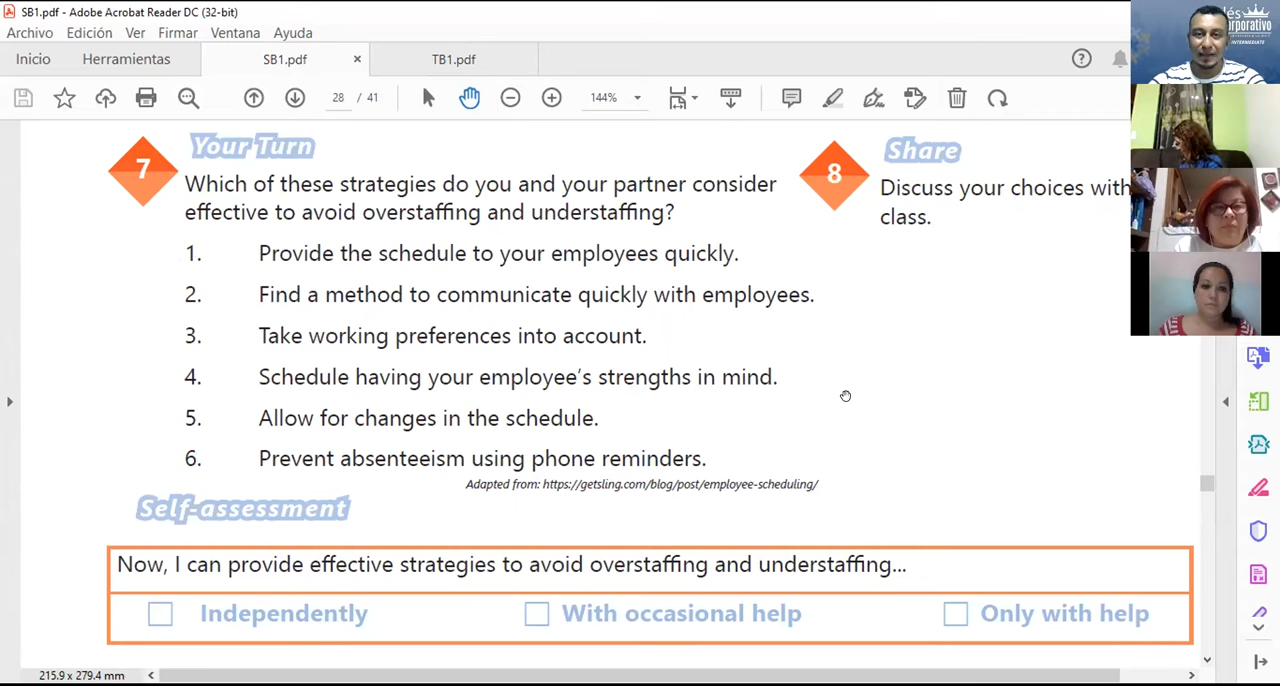 SB1.pdf - Adobe Acrobat Reader DC (32-bit)
Archivo Edición Ver Firmar Ventana Ayuda
Inicio Herramientas SB1.pdf × TB1.pdf
28 / 41 144%
7 Your Turn
Which of these strategies do you and your partner consider
effective to avoid overstaffing and understaffing?
1. Provide the schedule to your employees quickly.
2. Find a method to communicate quickly with employees.
3. Take working preferences into account.
4. Schedule having your employee's strengths in mind.
5. Allow for changes in the schedule.
6. Prevent absenteeism using phone reminders.
Adapted from: https://getsling.com/blog/post/employee-scheduling/
8 Share
Discuss your choices with
class.
Self-assessment
Now, I can provide effective strategies to avoid overstaffing and understaffing...
Independently With occasional help Only with help
215.9 x 279.4 mm
INTERMEDIATE